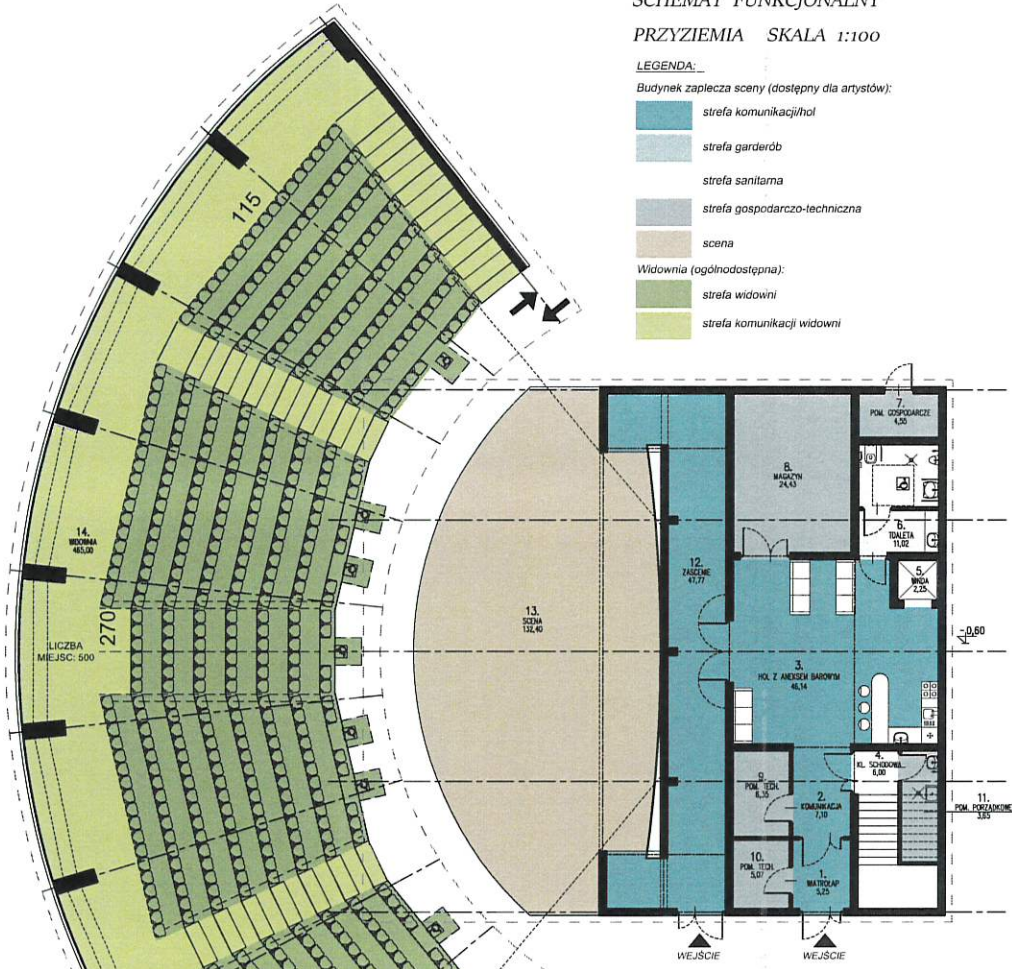 SCHEMAT FUNKCJONALNY
PRZYZIEMIA SKALA 1:100
LEGENDA:
Budynek zaplecza sceny (dostępny dla artystów):
strefa komunikacji/hol
strefa garderób
strefa sanitarna
strefa gospodarczo-techniczna
scena
Widownia (ogólnodostępna):
strefa widowni
strefa komunikacji widowni
115
7.
POM. GOSPODARCZE
4,55
8.
MAGAZYN
24,43
6.
TOALETA
11,02
5.
WINDA
2,25
14.
WIDOWNIA
465,00
12.
ZASCENIE
47,77
13.
SCENA
132,40
270
LICZBA
MIEJSC: 500
-0,60
3.
HOL Z ANEKSEM BAROWYM
46,14
4.
KL. SCHODOWA
6,00
9.
POM. TECH.
6,35
2.
KOMUNIKACJA
7,10
11.
POM. PORZĄDKOWE
3,65
10.
POM. TECH.
5,07
1.
WIATROŁAP
5,25
WEJŚCIE
WEJŚCIE